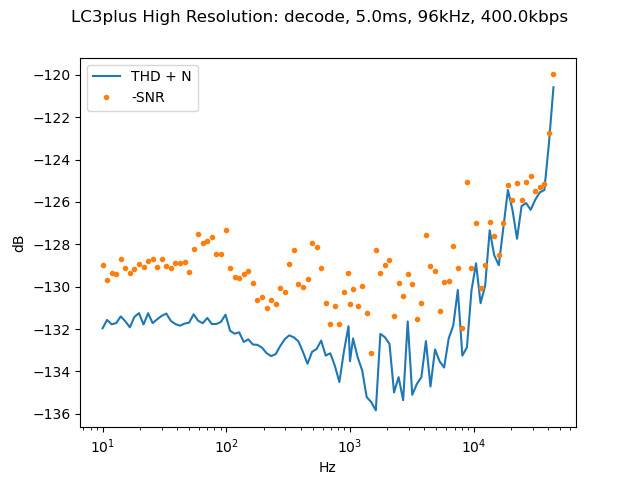 LC3plus High Resolution: decode, 5.0ms, 96kHz, 400.0kbps
THD + N
-SNR
dB
−120
−122
−124
−126
−128
−130
−132
−134
−136
10¹ 10² 10³ 10⁴
Hz